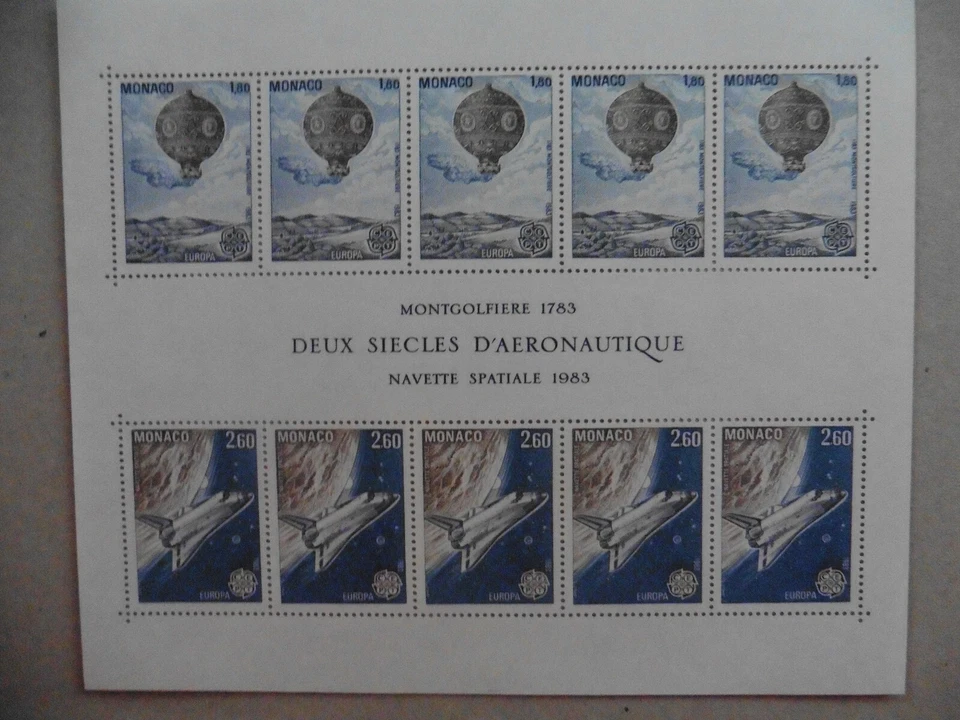 MONACO 1,80 MONACO 1,80 MONACO 1,80 MONACO 1,80 MONACO 1,80
EUROPA EUROPA EUROPA EUROPA EUROPA
MONTGOLFIERE 1783
DEUX SIECLES D'AERONAUTIQUE
NAVETTE SPATIALE 1983
MONACO 2.60 MONACO 2.60 MONACO 2.60 MONACO 2.60 MONACO 2.60
EUROPA EUROPA EUROPA EUROPA EUROPA